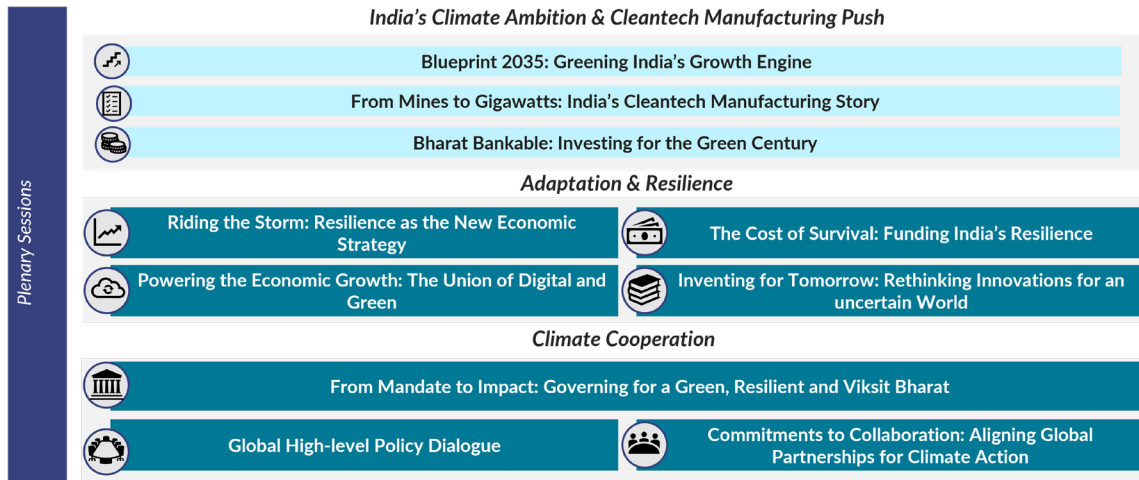 India’s Climate Ambition & Cleantech Manufacturing Push
Plenary Sessions
Blueprint 2035: Greening India’s Growth Engine
From Mines to Gigawatts: India’s Cleantech Manufacturing Story
Bharat Bankable: Investing for the Green Century
Adaptation & Resilience
Riding the Storm: Resilience as the New Economic
Strategy
The Cost of Survival: Funding India’s Resilience
Powering the Economic Growth: The Union of Digital and
Green
Inventing for Tomorrow: Rethinking Innovations for an
uncertain World
Climate Cooperation
From Mandate to Impact: Governing for a Green, Resilient and Viksit Bharat
Global High-level Policy Dialogue
Commitments to Collaboration: Aligning Global
Partnerships for Climate Action